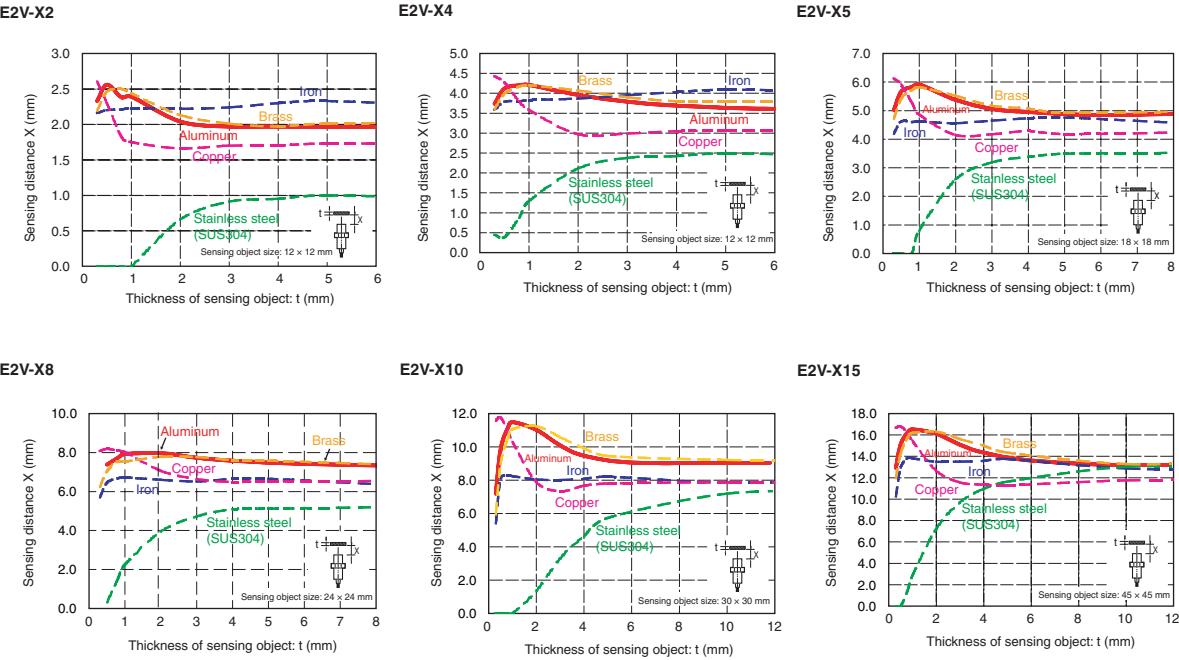 E2V-X2
Sensing distance X (mm)
3.0
2.5
2.0
1.5
1.0
0.5
0.0
Iron
Brass
Aluminum
Copper
Stainless steel
(SUS304)
t
X
Sensing object size: 12 × 12 mm
0 1 2 3 4 5 6
Thickness of sensing object: t (mm)
E2V-X4
Sensing distance X (mm)
5.0
4.5
4.0
3.5
3.0
2.5
2.0
1.5
1.0
0.5
0.0
Brass
Iron
Aluminum
Copper
Stainless steel
(SUS304)
t
X
Sensing object size: 12 × 12 mm
0 1 2 3 4 5 6
Thickness of sensing object: t (mm)
E2V-X5
Sensing distance X (mm)
7.0
6.0
5.0
4.0
3.0
2.0
1.0
0.0
Brass
Aluminum
Iron
Copper
Stainless steel
(SUS304)
t
X
Sensing object size: 18 × 18 mm
0 1 2 3 4 5 6 7 8
Thickness of sensing object: t (mm)
E2V-X8
Sensing distance X (mm)
10.0
8.0
6.0
4.0
2.0
0.0
Aluminum
Brass
Copper
Iron
Stainless steel
(SUS304)
t
X
Sensing object size: 24 × 24 mm
0 1 2 3 4 5 6 7 8
Thickness of sensing object: t (mm)
E2V-X10
Sensing distance X (mm)
12.0
10.0
8.0
6.0
4.0
2.0
0.0
Brass
Aluminum
Iron
Copper
Stainless steel
(SUS304)
t
X
Sensing object size: 30 × 30 mm
0 2 4 6 8 10 12
Thickness of sensing object: t (mm)
E2V-X15
Sensing distance X (mm)
18.0
16.0
14.0
12.0
10.0
8.0
6.0
4.0
2.0
0.0
Brass
Aluminum
Iron
Copper
Stainless steel
(SUS304)
t
X
Sensing object size: 45 × 45 mm
0 2 4 6 8 10 12
Thickness of sensing object: t (mm)